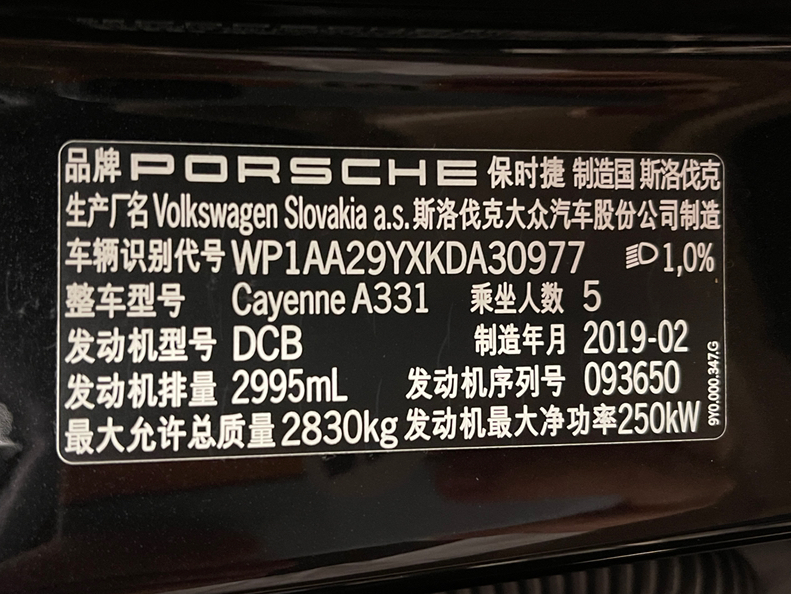 品牌 PORSCHE 保时捷 制造国 斯洛伐克
生产厂名 Volkswagen Slovakia a.s. 斯洛伐克大众汽车股份公司制造
车辆识别代号 WP1AA29YXKDA30977 1,0%
整车型号 Cayenne A331 乘坐人数 5
发动机型号 DCB 制造年月 2019-02
发动机排量 2995mL 发动机序列号 093650
最大允许总质量 2830kg 发动机最大净功率 250kW
9Y0.000.347.G